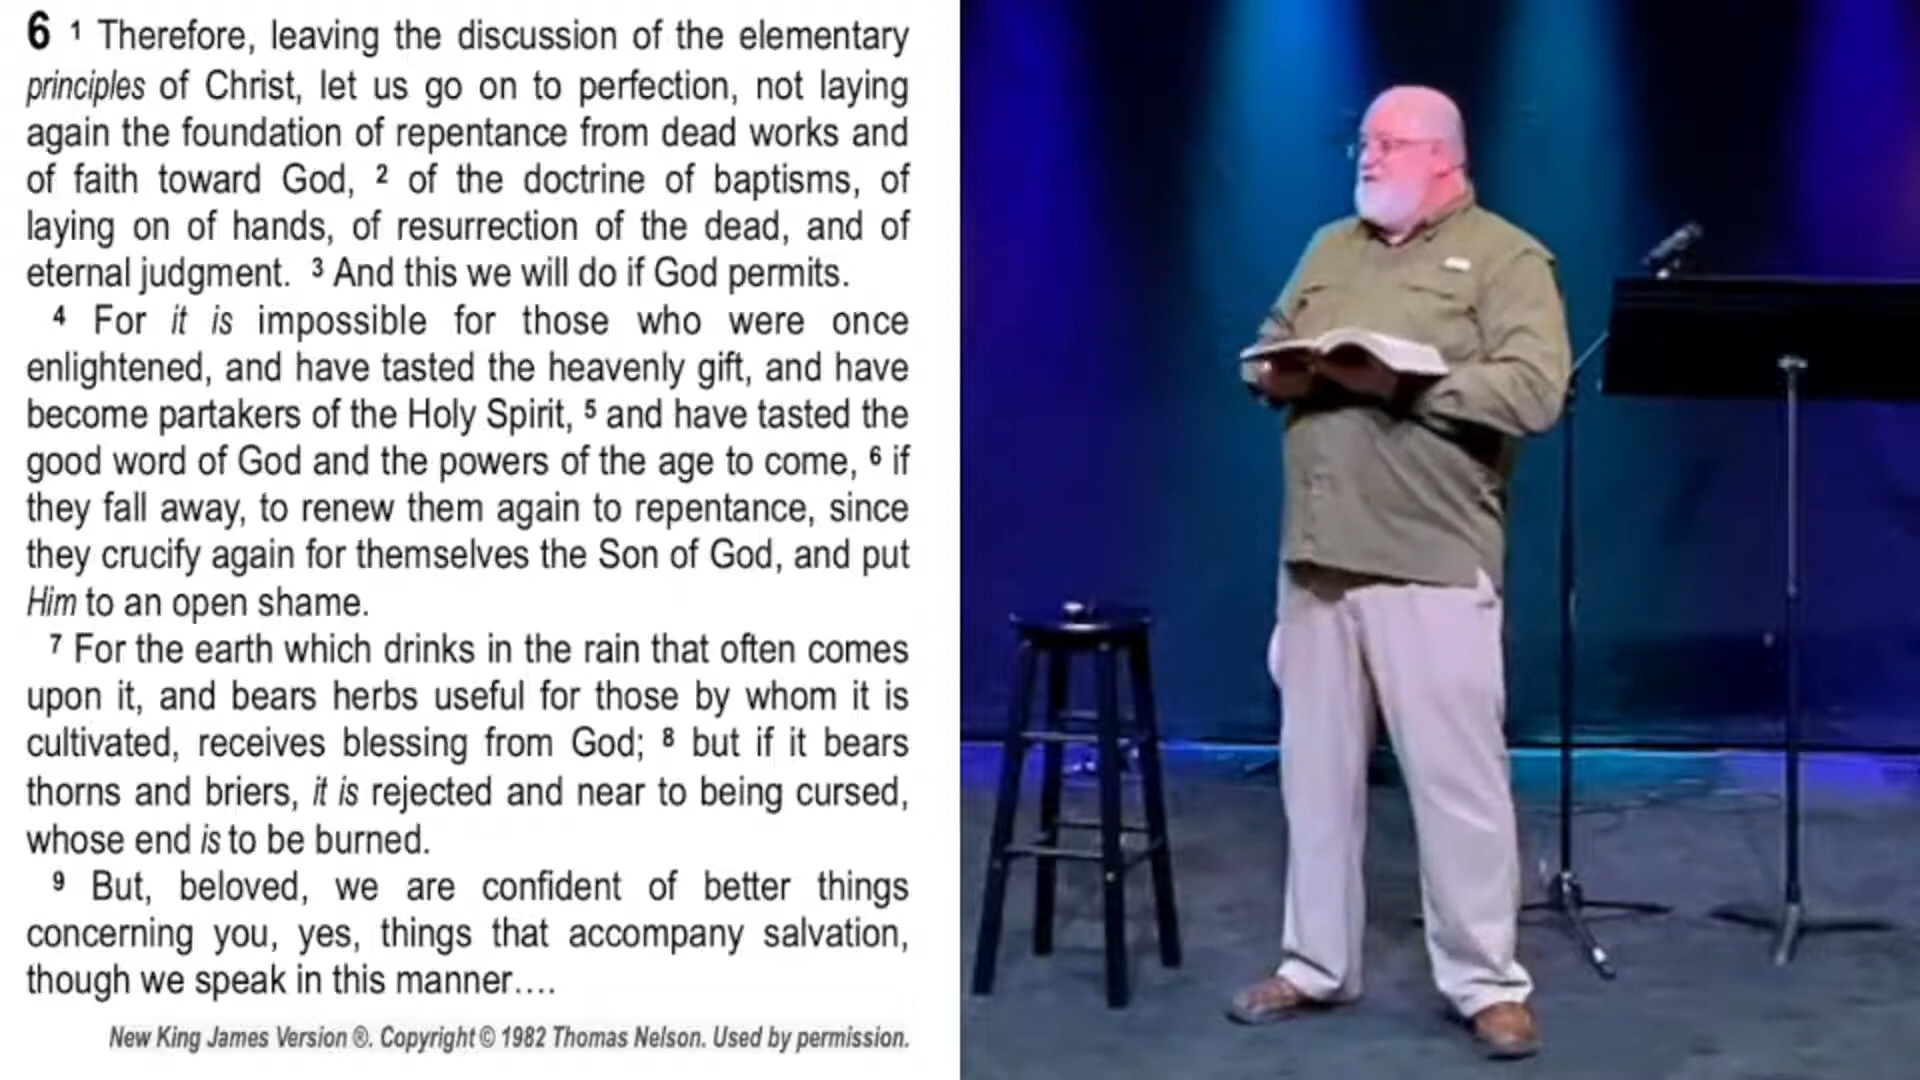 6 1 Therefore, leaving the discussion of the elementary
principles of Christ, let us go on to perfection, not laying
again the foundation of repentance from dead works and
of faith toward God, 2 of the doctrine of baptisms, of
laying on of hands, of resurrection of the dead, and of
eternal judgment. 3 And this we will do if God permits.
4 For it is impossible for those who were once
enlightened, and have tasted the heavenly gift, and have
become partakers of the Holy Spirit, 5 and have tasted the
good word of God and the powers of the age to come, 6 if
they fall away, to renew them again to repentance, since
they crucify again for themselves the Son of God, and put
Him to an open shame.
7 For the earth which drinks in the rain that often comes
upon it, and bears herbs useful for those by whom it is
cultivated, receives blessing from God; 8 but if it bears
thorns and briers, it is rejected and near to being cursed,
whose end is to be burned.
9 But, beloved, we are confident of better things
concerning you, yes, things that accompany salvation,
though we speak in this manner....
New King James Version ®. Copyright © 1982 Thomas Nelson. Used by permission.